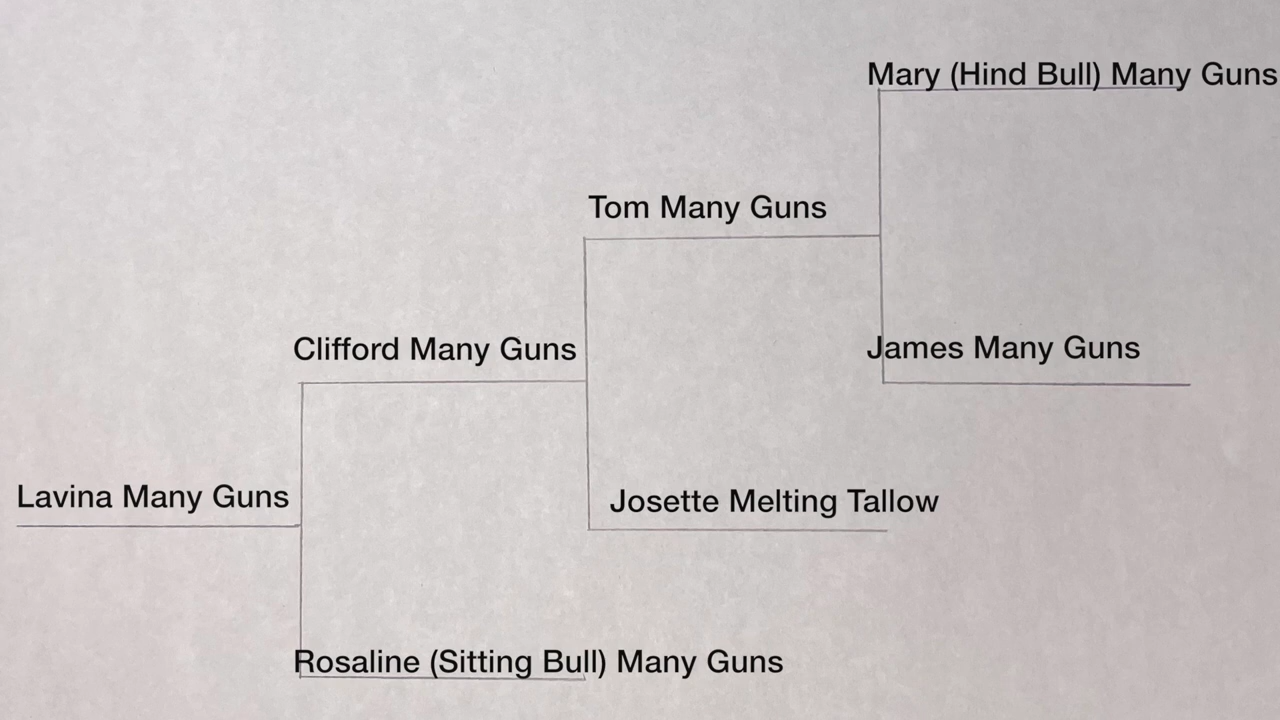 Mary (Hind Bull) Many Guns
Tom Many Guns
Clifford Many Guns
James Many Guns
Lavina Many Guns
Josette Melting Tallow
Rosaline (Sitting Bull) Many Guns